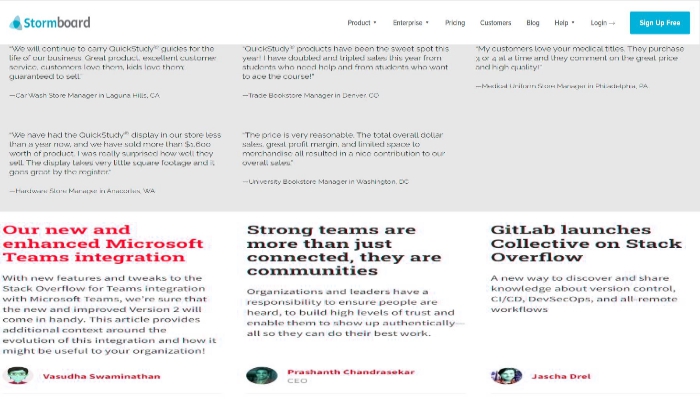 Stormboard
Product Enterprise Pricing Customers Blog Help Login → Sign Up Free
"We will continue to carry QuickStudy® guides for the
life of our business. Great product, excellent customer
service, customers love them, kids love them,
guaranteed to sell"
—Car Wash Store Manager in Laguna Hills, CA
"QuickStudy® products have been the sweet spot this
year! I have doubled and tripled sales this year from
students who need help and from students who want
to ace the course!"
—Trade Bookstore Manager in Denver, CO
"My customers love your medical titles. They purchase
3 or 4 at a time and they comment on the great price
and high quality!"
—Medical Uniform Store Manager in Philadelphia, PA
"We have had the QuickStudy® display in our store less
than a year now, and we have sold more than $1,600
worth of product. I was really surprised how well they
sell. The display takes very little square footage and it
goes great by the register."
—Hardware Store Manager in Anacortes, WA
"The price is very reasonable. The total overall dollar
sales, great profit margin, and limited space to
merchandise all resulted in a nice contribution to our
overall sales."
—University Bookstore Manager in Washington, DC
Our new and
enhanced Microsoft
Teams integration
With new features and tweaks to the
Stack Overflow for Teams integration
with Microsoft Teams, we're sure that
the new and improved Version 2 will
come in handy. This article provides
additional context around the
evolution of this integration and how it
might be useful to your organization!
Vasudha Swaminathan
Strong teams are
more than just
connected, they are
communities
Organizations and leaders have a
responsibility to ensure people are
heard, to build high levels of trust and
enable them to show up authentically—
all so they can do their best work.
Prashanth Chandrasekar
CEO
GitLab launches
Collective on Stack
Overflow
A new way to discover and share
knowledge about version control,
CI/CD, DevSecOps, and all-remote
workflows
Jascha Drel